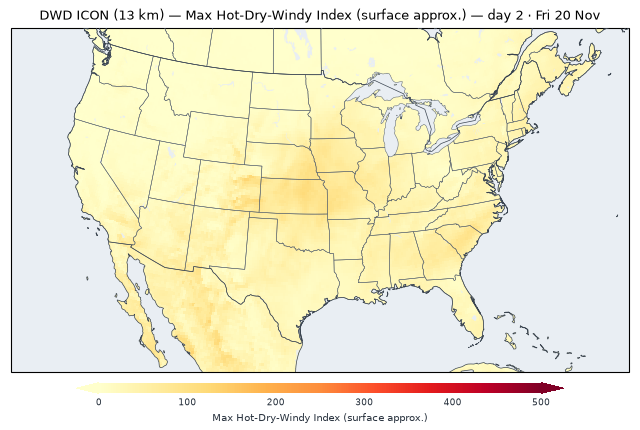 DWD ICON (13 km) — Max Hot-Dry-Windy Index (surface approx.) — day 2 · Fri 20 Nov
0 100 200 300 400 500
Max Hot-Dry-Windy Index (surface approx.)